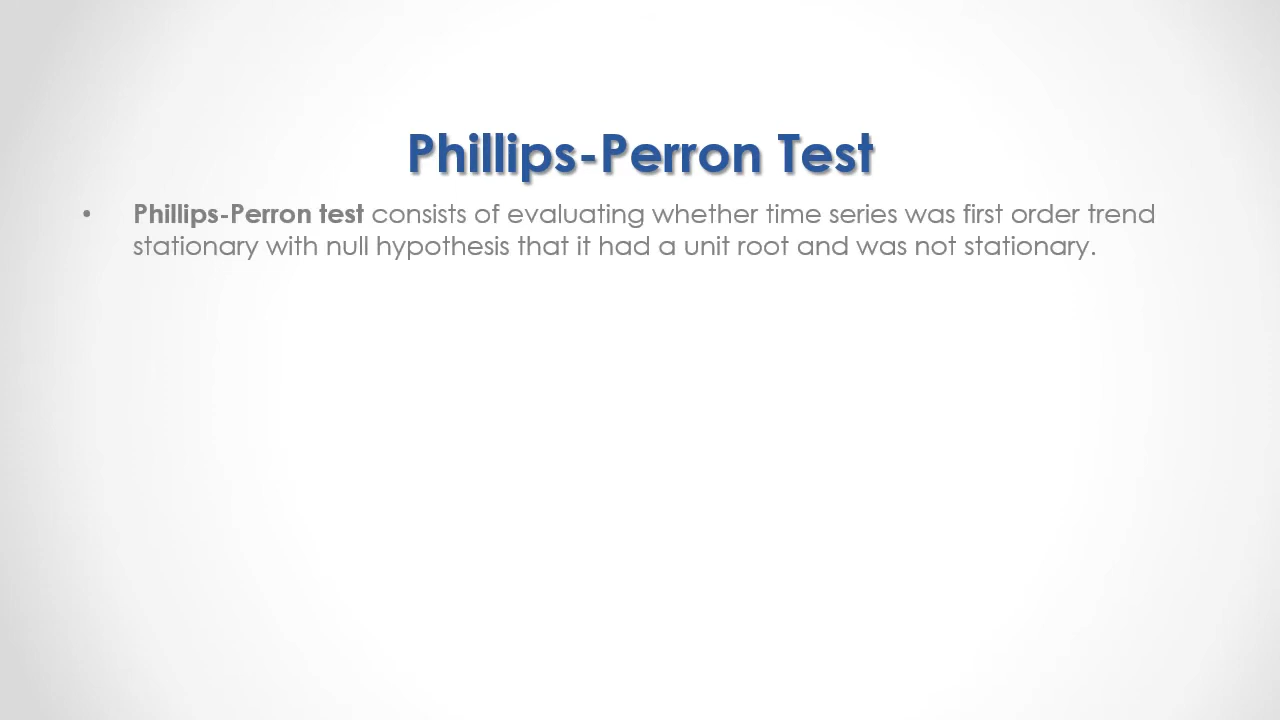 Phillips-Perron Test
• Phillips-Perron test consists of evaluating whether time series was first order trend
stationary with null hypothesis that it had a unit root and was not stationary.